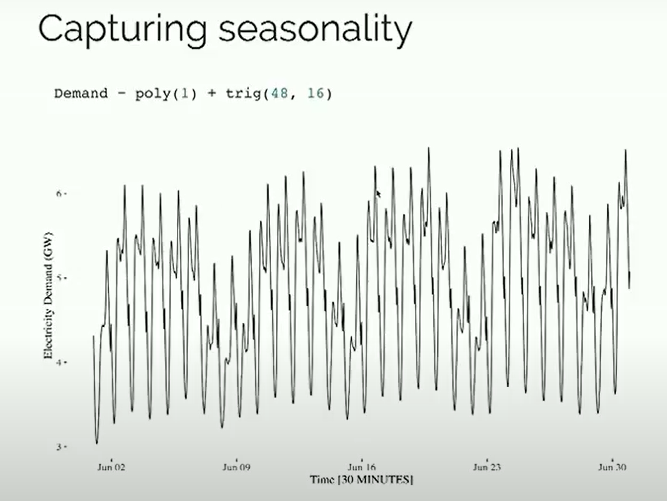 Capturing seasonality
Demand ~ poly(1) + trig(48, 16)
Electricity Demand (GW)
6
5
4
3
Jun 02
Jun 09
Jun 16
Jun 23
Jun 30
Time [30 MINUTES]